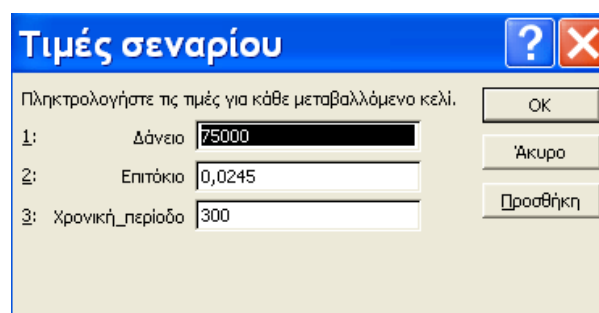 Τιμές σεναρίου
Πληκτρολογήστε τις τιμές για κάθε μεταβαλλόμενο κελί.
1: Δάνειο 75000
2: Επιτόκιο 0,0245
3: Χρονική_περίοδο 300
OK
Άκυρο
Προσθήκη